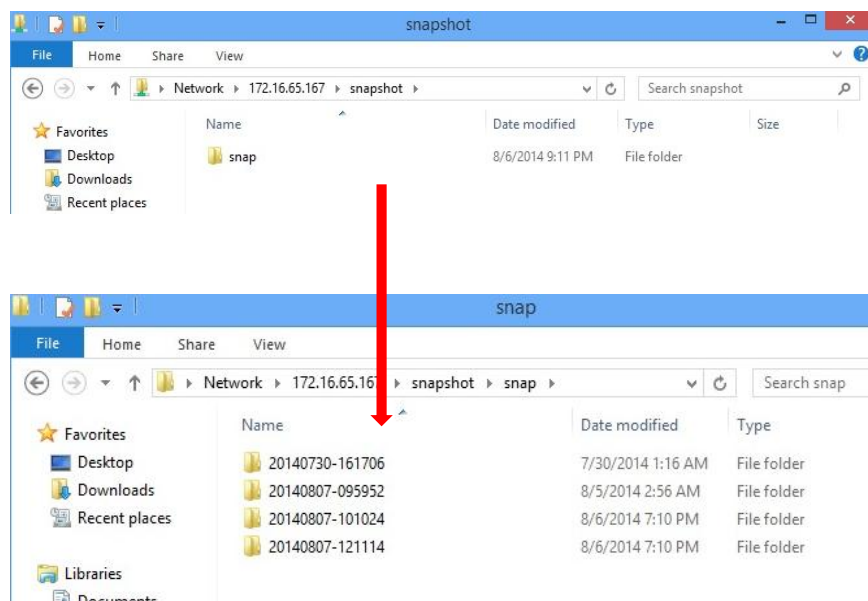 snapshot
File Home Share View
Network 172.16.65.167 snapshot Search snapshot
Name Date modified Type Size
Favorites
Desktop snap 8/6/2014 9:11 PM File folder
Downloads
Recent places
snap
File Home Share View
Network 172.16.65.167 snapshot snap Search snap
Name Date modified Type
Favorites
Desktop 20140730-161706 7/30/2014 1:16 AM File folder
Downloads 20140807-095952 8/5/2014 2:56 AM File folder
Recent places 20140807-101024 8/6/2014 7:10 PM File folder
20140807-121114 8/6/2014 7:10 PM File folder
Libraries
Documents